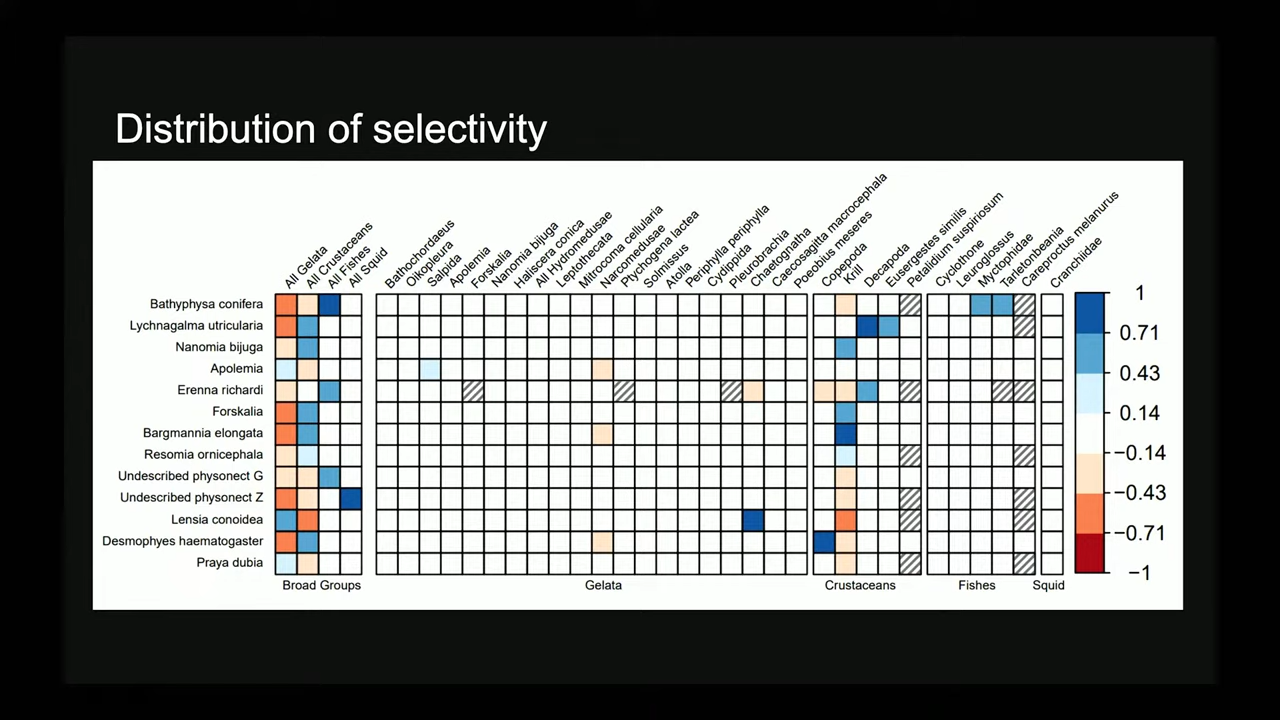 Distribution of selectivity
All Gelata
All Crustaceans
All Fishes
All Squid
Bathochordaeus
Oikopleura
Salpida
Apolemia
Forskalia
Nanomia bijuga
Haliscera conica
All Hydromedusae
Leptothecata
Mitrocoma cellularia
Narcomedusae
Ptychogena lactea
Solmissus
Atolla
Periphylla periphylla
Cydippida
Pleurobrachia
Chaetognatha
Caecosagitta macrocephala
Poeobius meseres
Copepoda
Krill
Decapoda
Eusergestes similis
Petalidium suspiriosum
Cyclothone
Leuroglossus
Myctophidae
Tarletonbeania
Careproctus melanurus
Cranchiidae
Bathyphysa conifera
Lychnagalma utricularia
Nanomia bijuga
Apolemia
Erenna richardi
Forskalia
Bargmannia elongata
Resomia ornicephala
Undescribed physonect G
Undescribed physonect Z
Lensia conoidea
Desmophyes haematogaster
Praya dubia
Broad Groups
Gelata
Crustaceans
Fishes
Squid
1
0.71
0.43
0.14
−0.14
−0.43
−0.71
−1